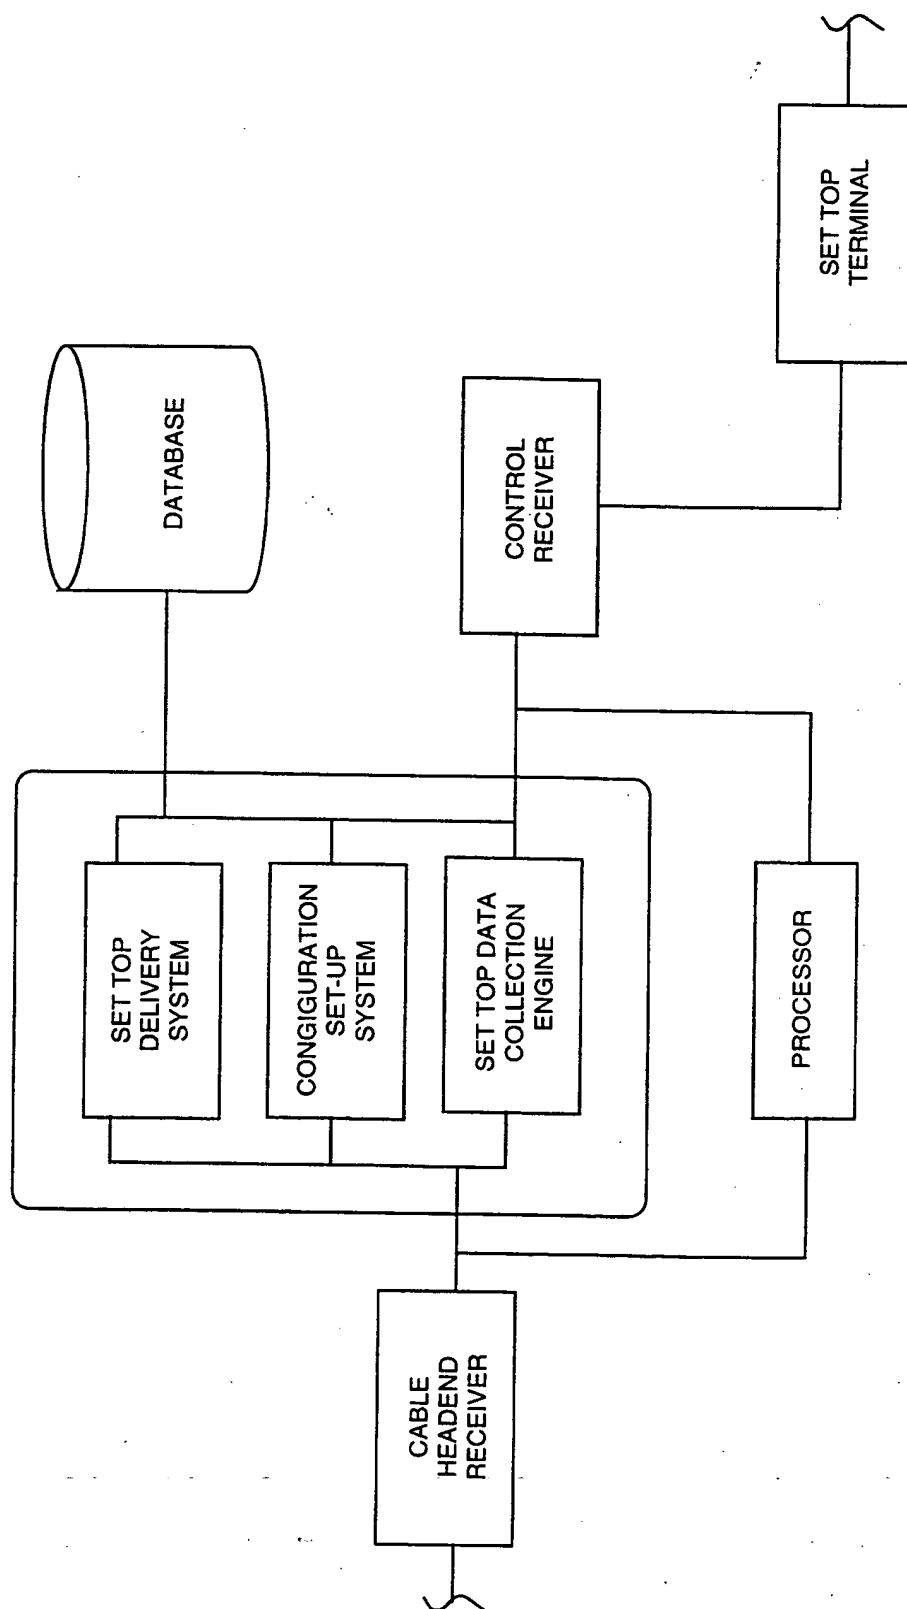 DATABASE
SET TOP
DELIVERY
SYSTEM
CONGIGURATION
SET-UP
SYSTEM
SET TOP DATA
COLLECTION
ENGINE
CABLE
HEADEND
RECEIVER
CONTROL
RECEIVER
PROCESSOR
SET TOP
TERMINAL